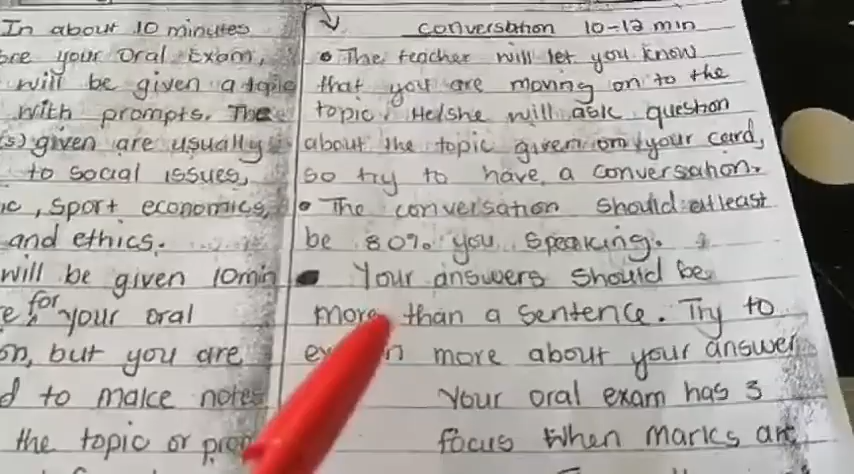 In about 10 minutes
your Oral Exam,
will be given a topic
with prompts. The
(s) given are usually
to social issues,
, sport economics,
and ethics.
will be given 10min
for your oral
but you are
to make notes
the topic or
Conversation 10-12 min
• The teacher will let you know
that you are moving on to the
topic. He/she will ask question
about the topic given on your card,
so try to have a conversation.
• The conversation should atleast
be 80% you speaking.
• Your answers should be
more than a sentence. Try to
more about your answer
Your oral exam has 3
focus when marks are